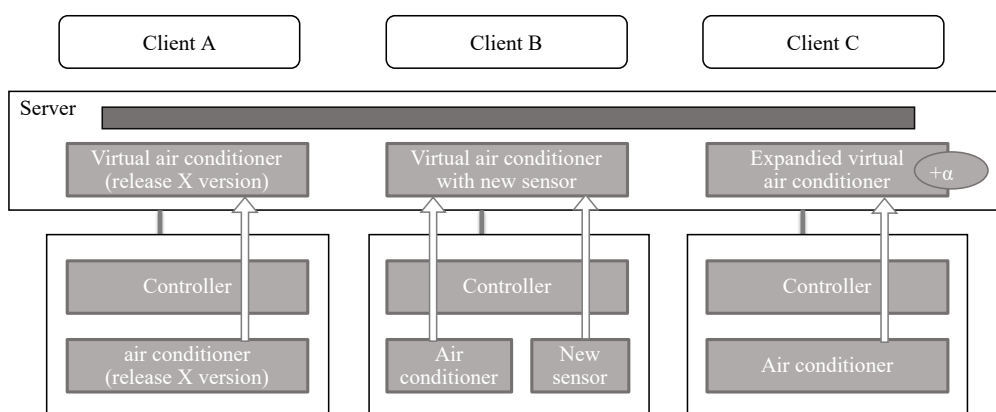 Client A
Client B
Client C
Server
Virtual air conditioner
(release X version)
Virtual air conditioner
with new sensor
Expandied virtual
air conditioner
+α
Controller
Controller
Controller
air conditioner
(release X version)
Air
conditioner
New
sensor
Air conditioner